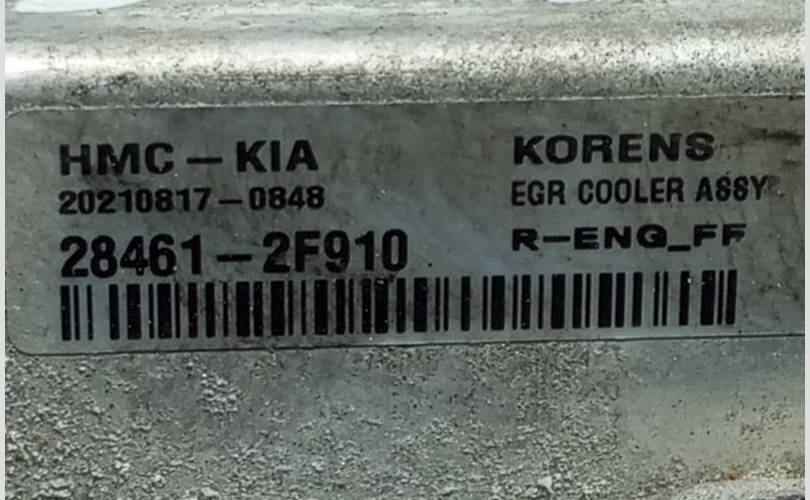 HMC-KIA
20210817-0848
28461-2F910
KORENS
EGR COOLER ASSY
R-ENG_FF